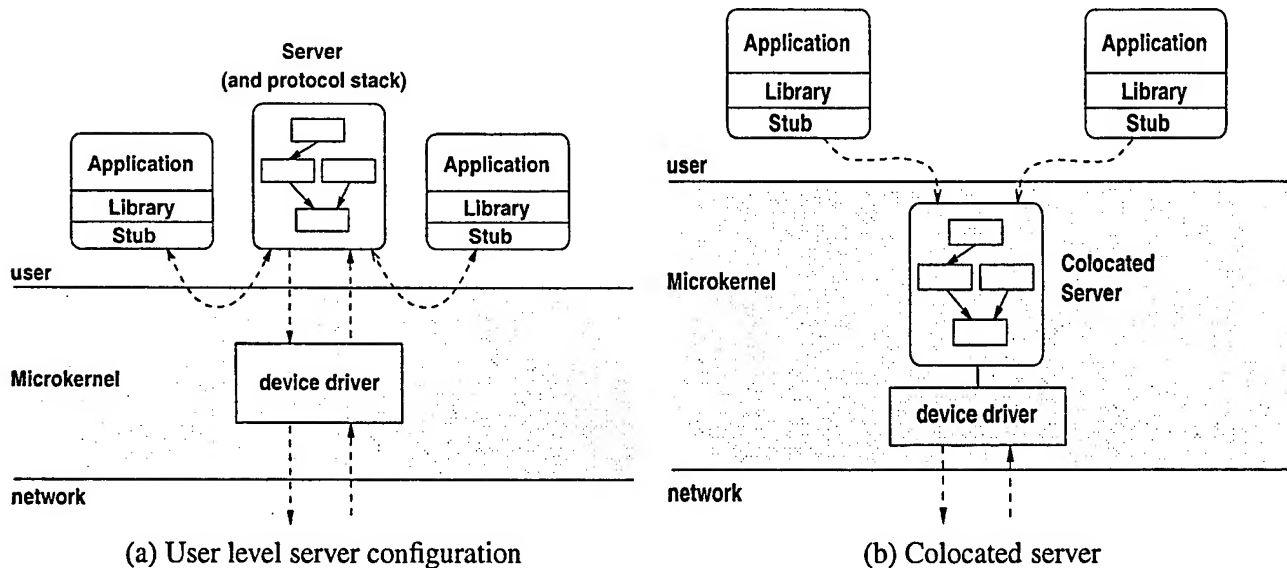 Server
(and protocol stack)
Application
Library
Stub
Application
Library
Stub
user
Microkernel
device driver
network
(a) User level server configuration
Application
Library
Stub
Application
Library
Stub
user
Microkernel
Colocated
Server
device driver
network
(b) Colocated server